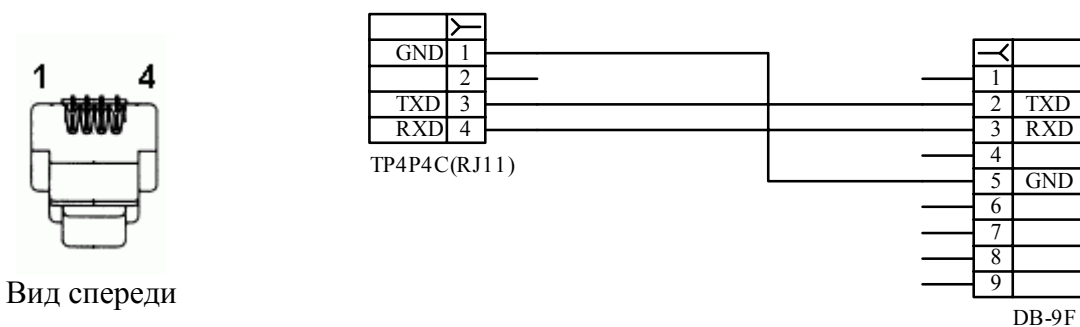 1 4
Вид спереди
GND 1
2
TXD 3
RXD 4
TP4P4C(RJ11)
1
2 TXD
3 RXD
4
5 GND
6
7
8
9
DB-9F